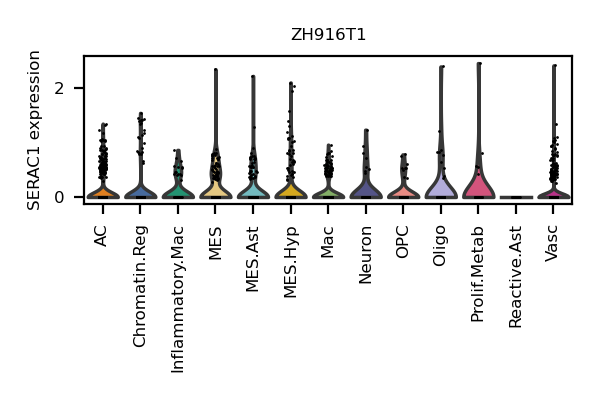 ZH916T1
SERAC1 expression
2
0
AC
Chromatin.Reg
Inflammatory.Mac
MES
MES.Ast
MES.Hyp
Mac
Neuron
OPC
Oligo
Prolif.Metab
Reactive.Ast
Vasc